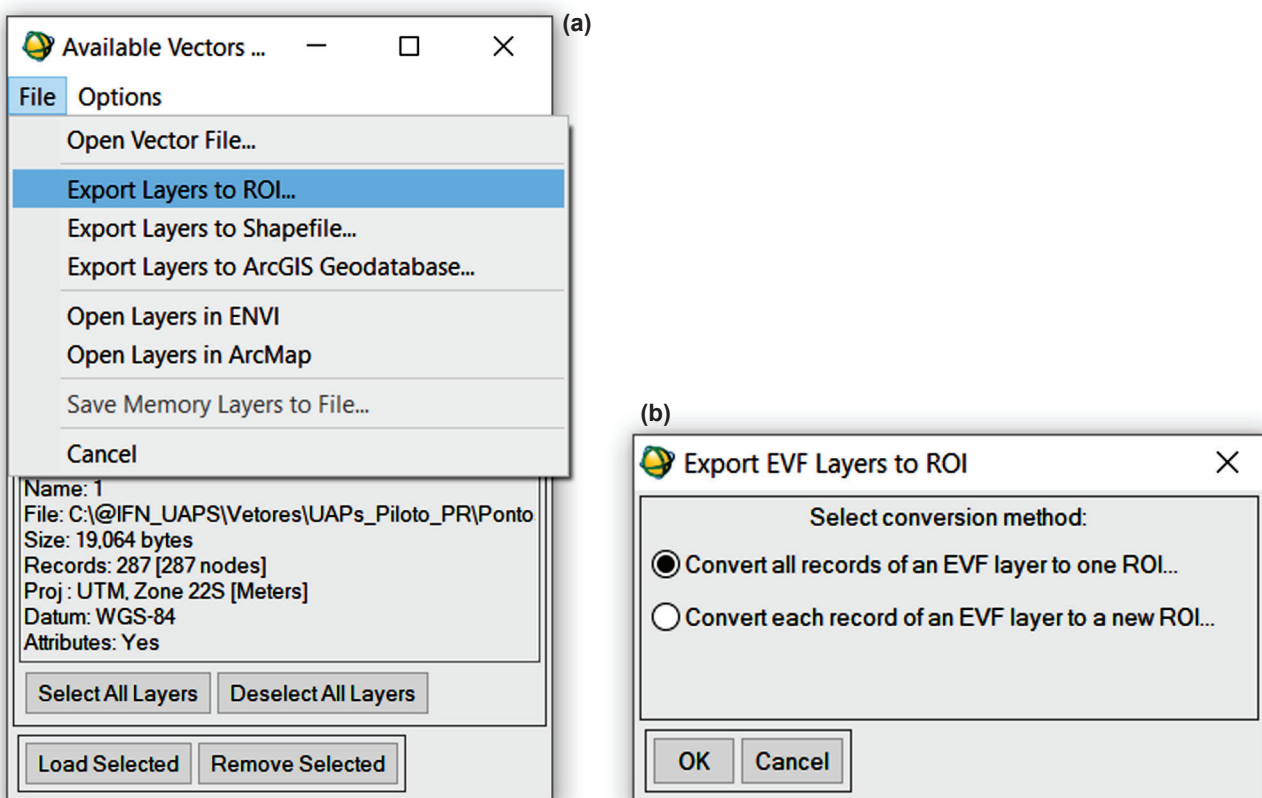 (a)
Available Vectors ...
File Options
Open Vector File...
Export Layers to ROI...
Export Layers to Shapefile...
Export Layers to ArcGIS Geodatabase...
Open Layers in ENVI
Open Layers in ArcMap
Save Memory Layers to File...
Cancel
Name: 1
File: C:\@IFN_UAPS\Vetores\UAPs_Piloto_PR\Ponto
Size: 19,064 bytes
Records: 287 [287 nodes]
Proj : UTM, Zone 22S [Meters]
Datum: WGS-84
Attributes: Yes
Select All Layers Deselect All Layers
Load Selected Remove Selected
(b)
Export EVF Layers to ROI
Select conversion method:
Convert all records of an EVF layer to one ROI...
Convert each record of an EVF layer to a new ROI...
OK Cancel